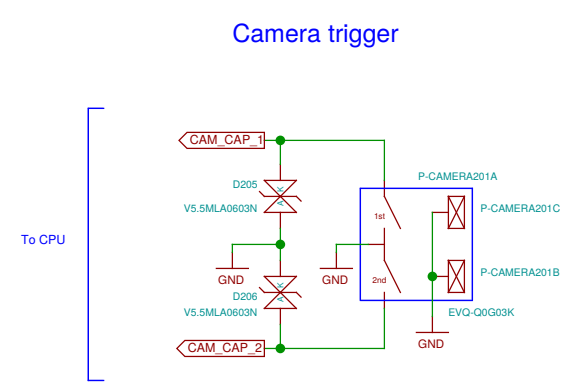 Camera trigger
CAM_CAP_1
P-CAMERA201A
D205
A K
V5.5MLA0603N
1st
P-CAMERA201C
To CPU
GND
GND
2nd
P-CAMERA201B
D206
A K
V5.5MLA0603N
EVQ-Q0G03K
GND
CAM_CAP_2